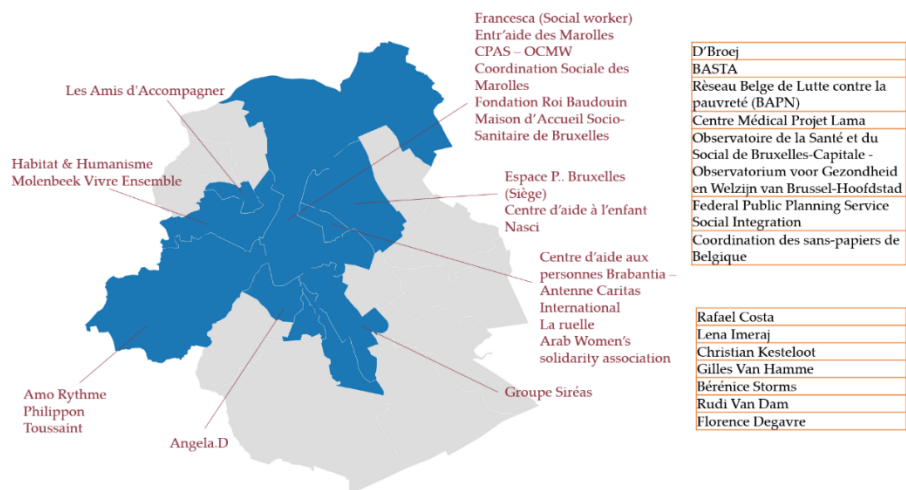 Francesca (Social worker)
Entr'aide des Marolles
CPAS – OCMW
Coordination Sociale des
Marolles
Fondation Roi Baudouin
Maison d'Accueil Socio-
Sanitaire de Bruxelles
Les Amis d'Accompagner
Habitat & Humanisme
Molenbeek Vivre Ensemble
Espace P.. Bruxelles
(Siège)
Centre d'aide à l'enfant
Nasci
Centre d'aide aux
personnes Brabantia –
Antenne Caritas
International
La ruelle
Arab Women's
solidarity association
Groupe Siréas
Angela.D
Amo Rythme
Philippon
Toussaint
D'Broej
BASTA
Rèseau Belge de Lutte contre la
pauvreté (BAPN)
Centre Médical Projet Lama
Observatoire de la Santé et du
Social de Bruxelles-Capitale -
Observatorium voor Gezondheid
en Welzijn van Brussel-Hoofdstad
Federal Public Planning Service
Social Integration
Coordination des sans-papiers de
Belgique
Rafael Costa
Lena Imeraj
Christian Kesteloot
Gilles Van Hamme
Bérénice Storms
Rudi Van Dam
Florence Degavre